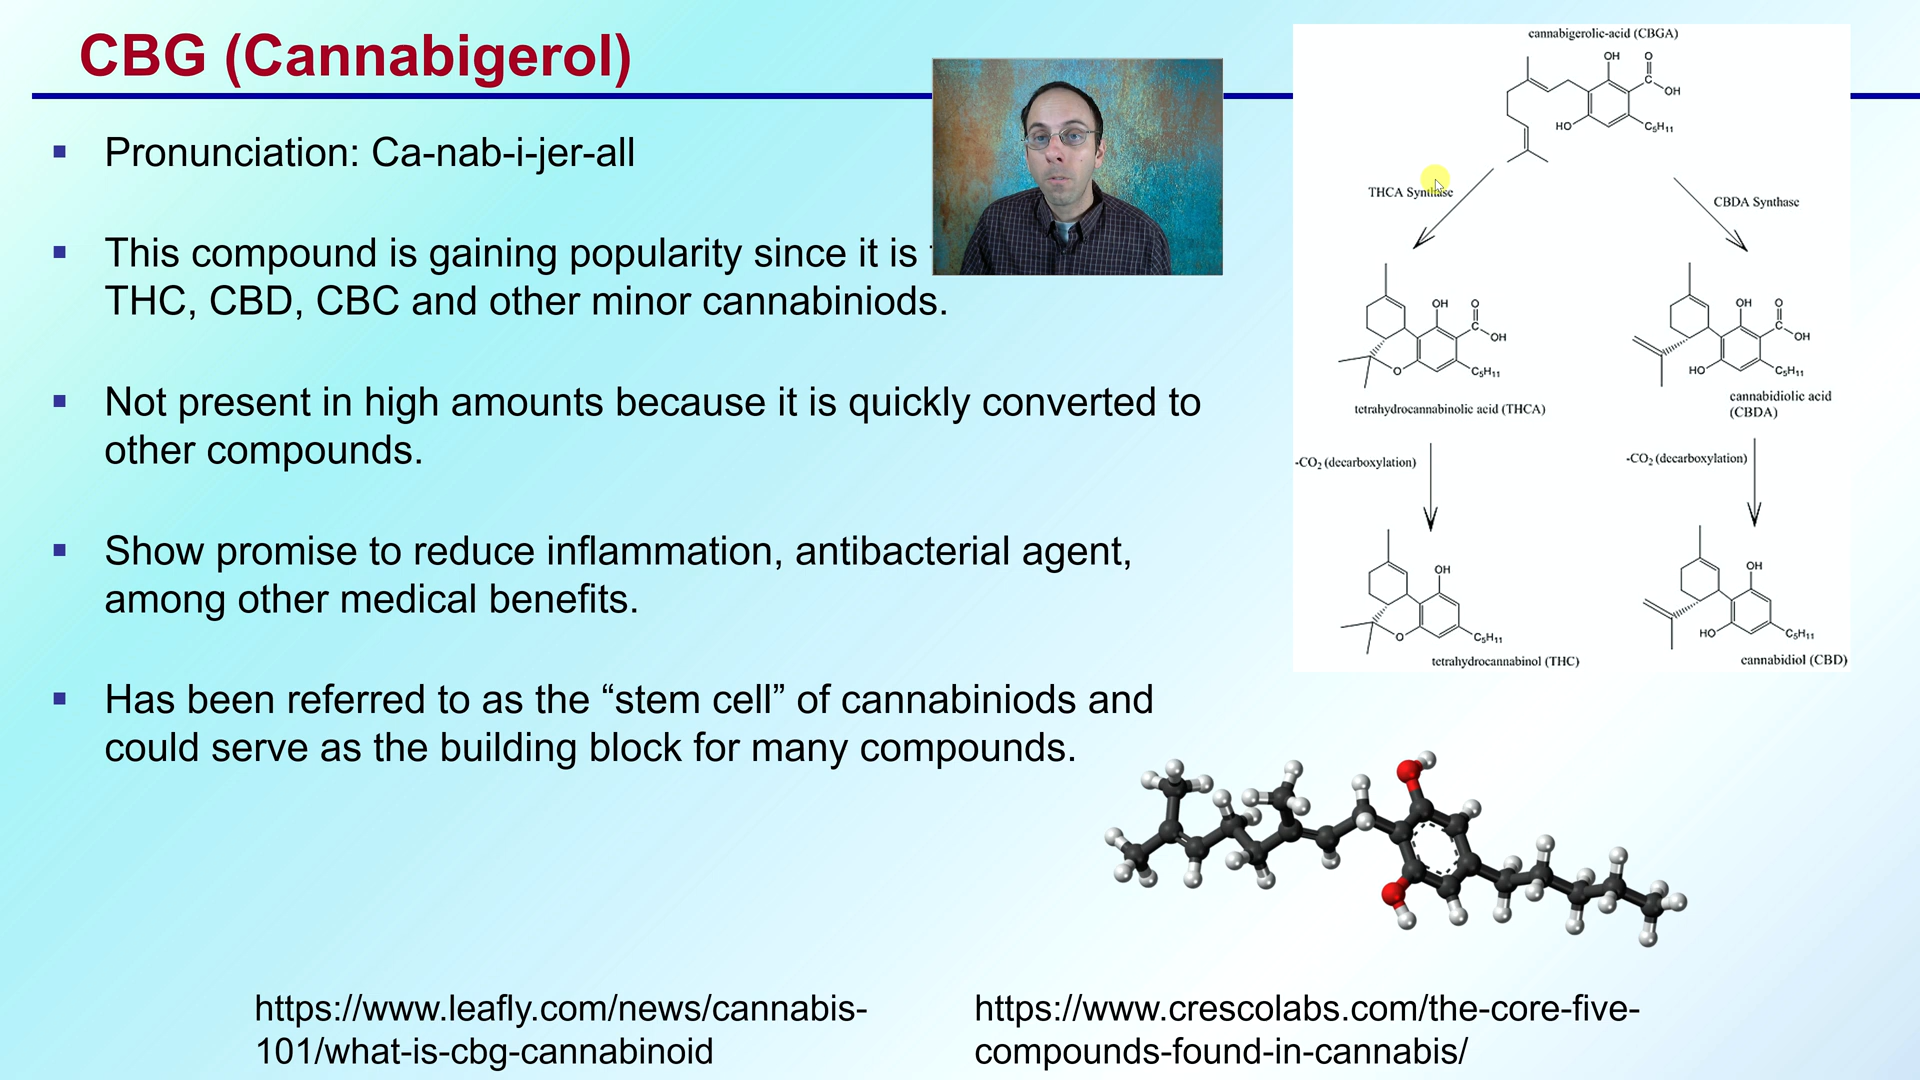 CBG (Cannabigerol)
Pronunciation: Ca-nab-i-jer-all
This compound is gaining popularity since it is
THC, CBD, CBC and other minor cannabiniods.
Not present in high amounts because it is quickly converted to
other compounds.
Show promise to reduce inflammation, antibacterial agent,
among other medical benefits.
Has been referred to as the “stem cell” of cannabiniods and
could serve as the building block for many compounds.
https://www.leafly.com/news/cannabis-
101/what-is-cbg-cannabinoid
https://www.crescolabs.com/the-core-five-
compounds-found-in-cannabis/
cannabigerolic-acid (CBGA)
OH
O
C
OH
HO
C₅H₁₁
THCA Synthase
CBDA Synthase
OH
O
C
OH
O
C₅H₁₁
tetrahydrocannabinolic acid (THCA)
OH
O
C
OH
HO
C₅H₁₁
cannabidiolic acid
(CBDA)
-CO₂ (decarboxylation)
-CO₂ (decarboxylation)
OH
O
C₅H₁₁
tetrahydrocannabinol (THC)
OH
HO
C₅H₁₁
cannabidiol (CBD)